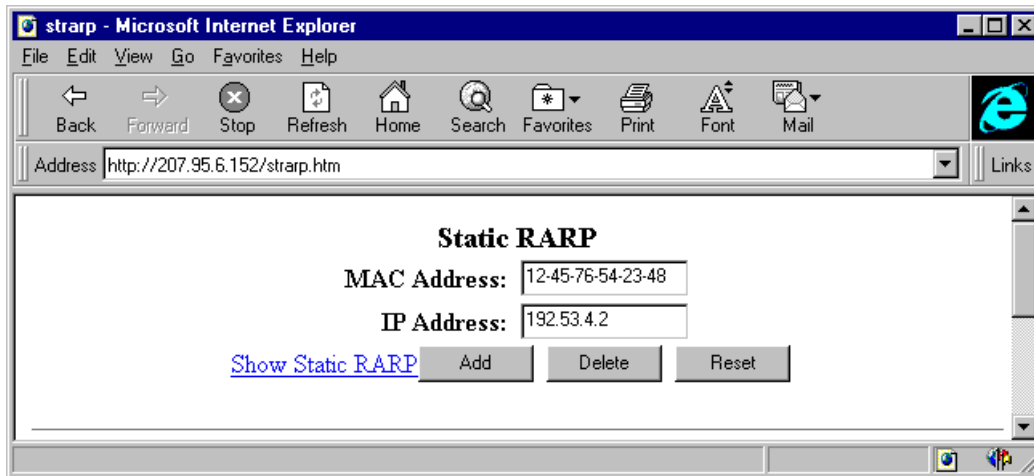 strarp - Microsoft Internet Explorer
File Edit View Go Favorites Help
Back Forward Stop Refresh Home Search Favorites Print Font Mail
Address http://207.95.6.152/strarp.htm Links
Static RARP
MAC Address: 12-45-76-54-23-48
IP Address: 192.53.4.2
Show Static RARP Add Delete Reset